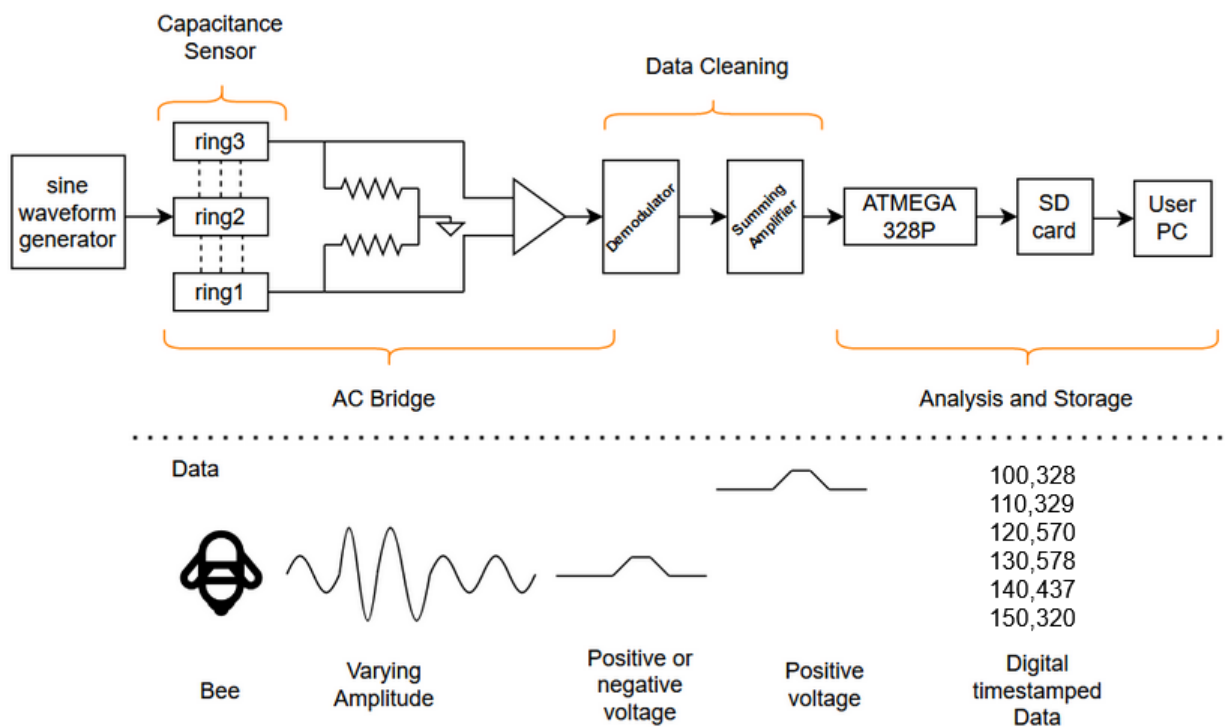 Capacitance
Sensor
Data Cleaning
sine
waveform
generator
ring3
ring2
ring1
Demodulator
Summing
Amplifier
ATMEGA
328P
SD
card
User
PC
AC Bridge
Analysis and Storage
Data
100,328
110,329
120,570
130,578
140,437
150,320
Bee
Varying
Amplitude
Positive or
negative
voltage
Positive
voltage
Digital
timestamped
Data